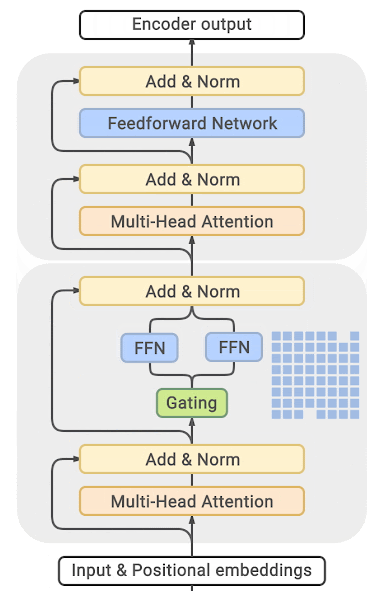 Encoder output
Add & Norm
Feedforward Network
Add & Norm
Multi-Head Attention
Add & Norm
FFN
FFN
Gating
Add & Norm
Multi-Head Attention
Input & Positional embeddings